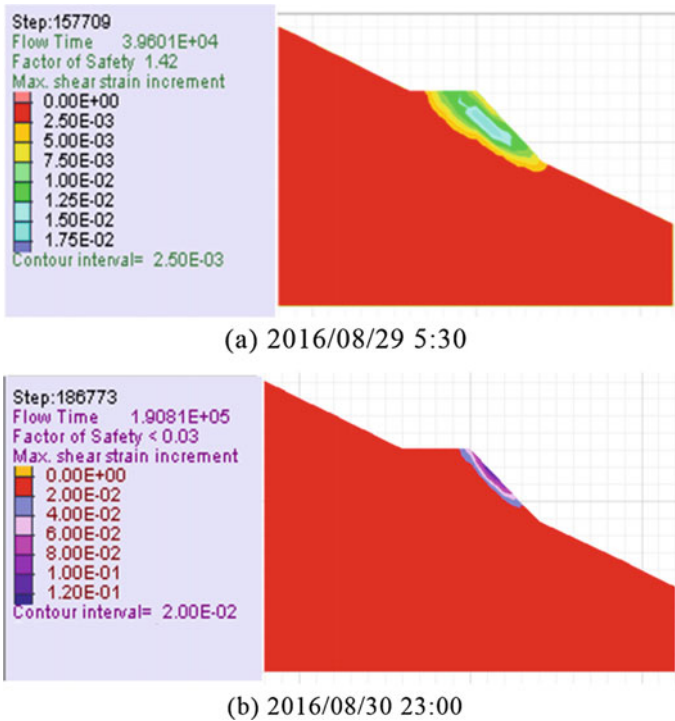 Step:157709
Flow Time 3.9601E+04
Factor of Safety 1.42
Max. shear strain increment
0.00E+00
2.50E-03
5.00E-03
7.50E-03
1.00E-02
1.25E-02
1.50E-02
1.75E-02
Contour interval= 2.50E-03
(a) 2016/08/29 5:30
Step:186773
Flow Time 1.9081E+05
Factor of Safety < 0.03
Max. shear strain increment
0.00E+00
2.00E-02
4.00E-02
6.00E-02
8.00E-02
1.00E-01
1.20E-01
Contour interval= 2.00E-02
(b) 2016/08/30 23:00